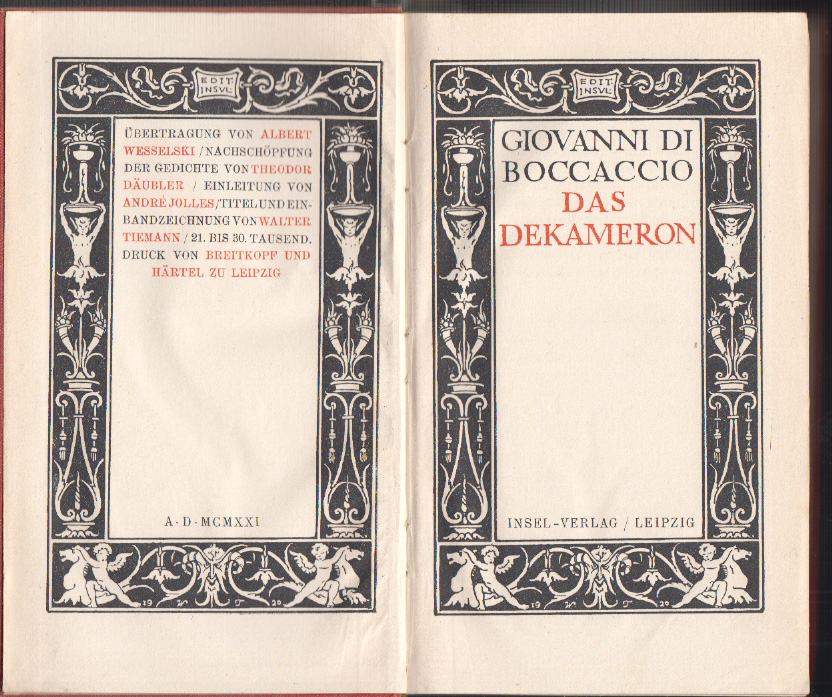 EDIT
INSVL
ÜBERTRAGUNG VON ALBERT
WESSELSKI / NACHSCHÖPFUNG
DER GEDICHTE VON THEODOR
DÄUBLER / EINLEITUNG VON
ANDRÉ JOLLES / TITEL UND EIN-
BANDZEICHNUNG VON WALTER
TIEMANN / 21. BIS 30. TAUSEND.
DRUCK VON BREITKOPF UND
HÄRTEL ZU LEIPZIG
A · D · MCMXXI
19 W T 20
EDIT
INSVL
GIOVANNI DI
BOCCACCIO
DAS
DEKAMERON
INSEL-VERLAG / LEIPZIG
19 W T 20